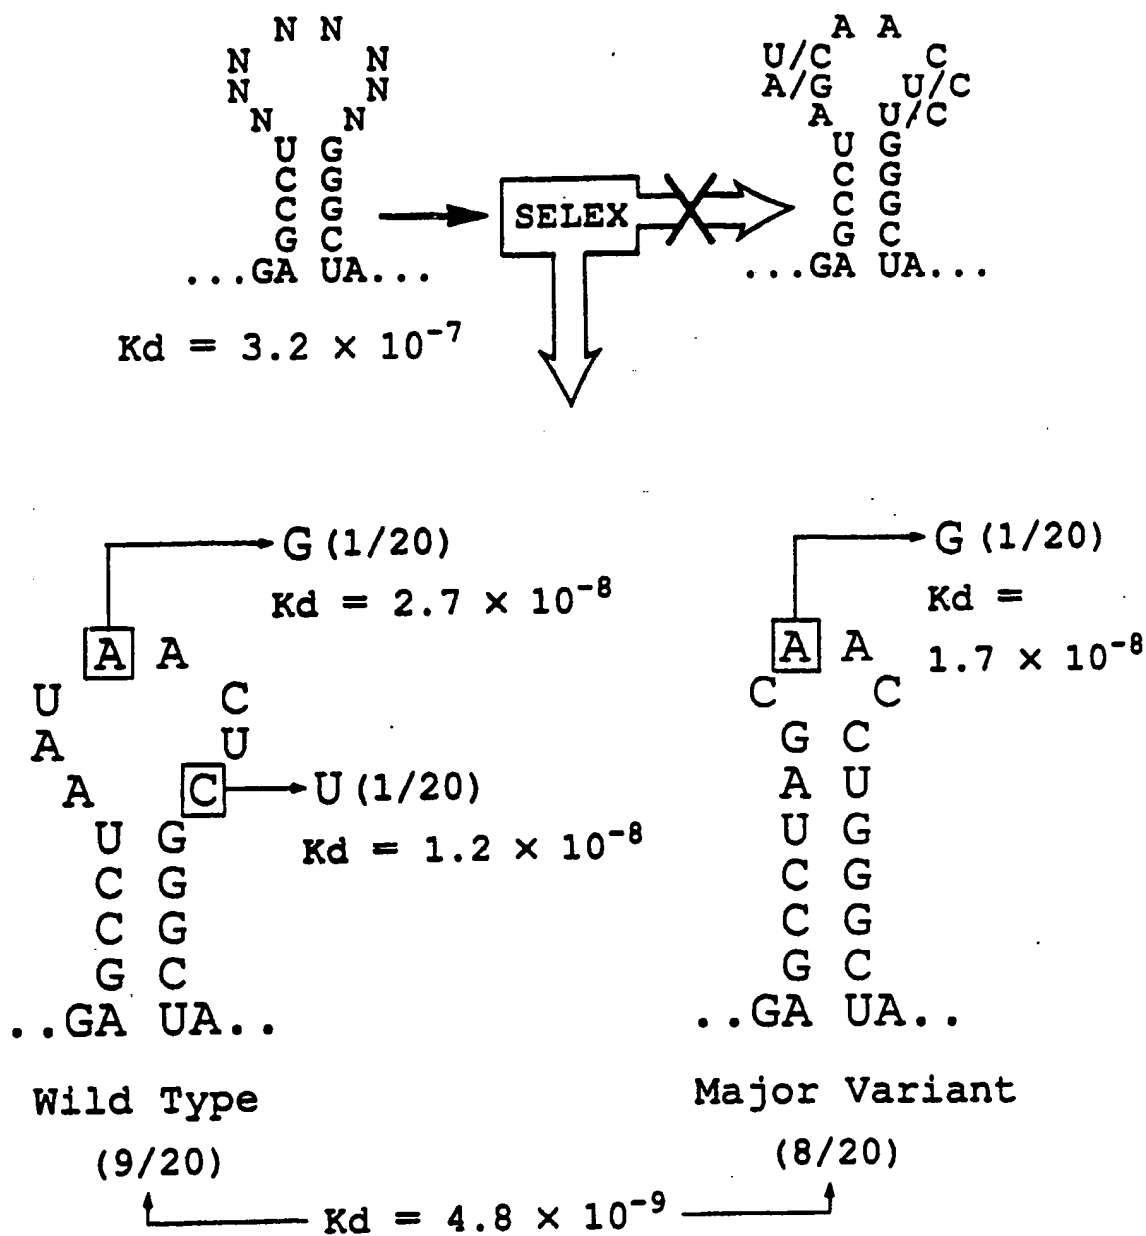 N N
N N
N N
N N
U G
C G
C G
G C
...GA UA...
Kd = 3.2 × 10⁻⁷
SELEX
A A
U/C C
A/G U/C
A U/C
U G
C G
C G
G C
...GA UA...
G (1/20)
Kd = 2.7 × 10⁻⁸
A A
U C
A U
A C
U (1/20)
Kd = 1.2 × 10⁻⁸
U G
C G
C G
G C
..GA UA..
Wild Type
(9/20)
G (1/20)
Kd =
1.7 × 10⁻⁸
A A
C C
G C
A U
U G
C G
C G
G C
..GA UA..
Major Variant
(8/20)
Kd = 4.8 × 10⁻⁹